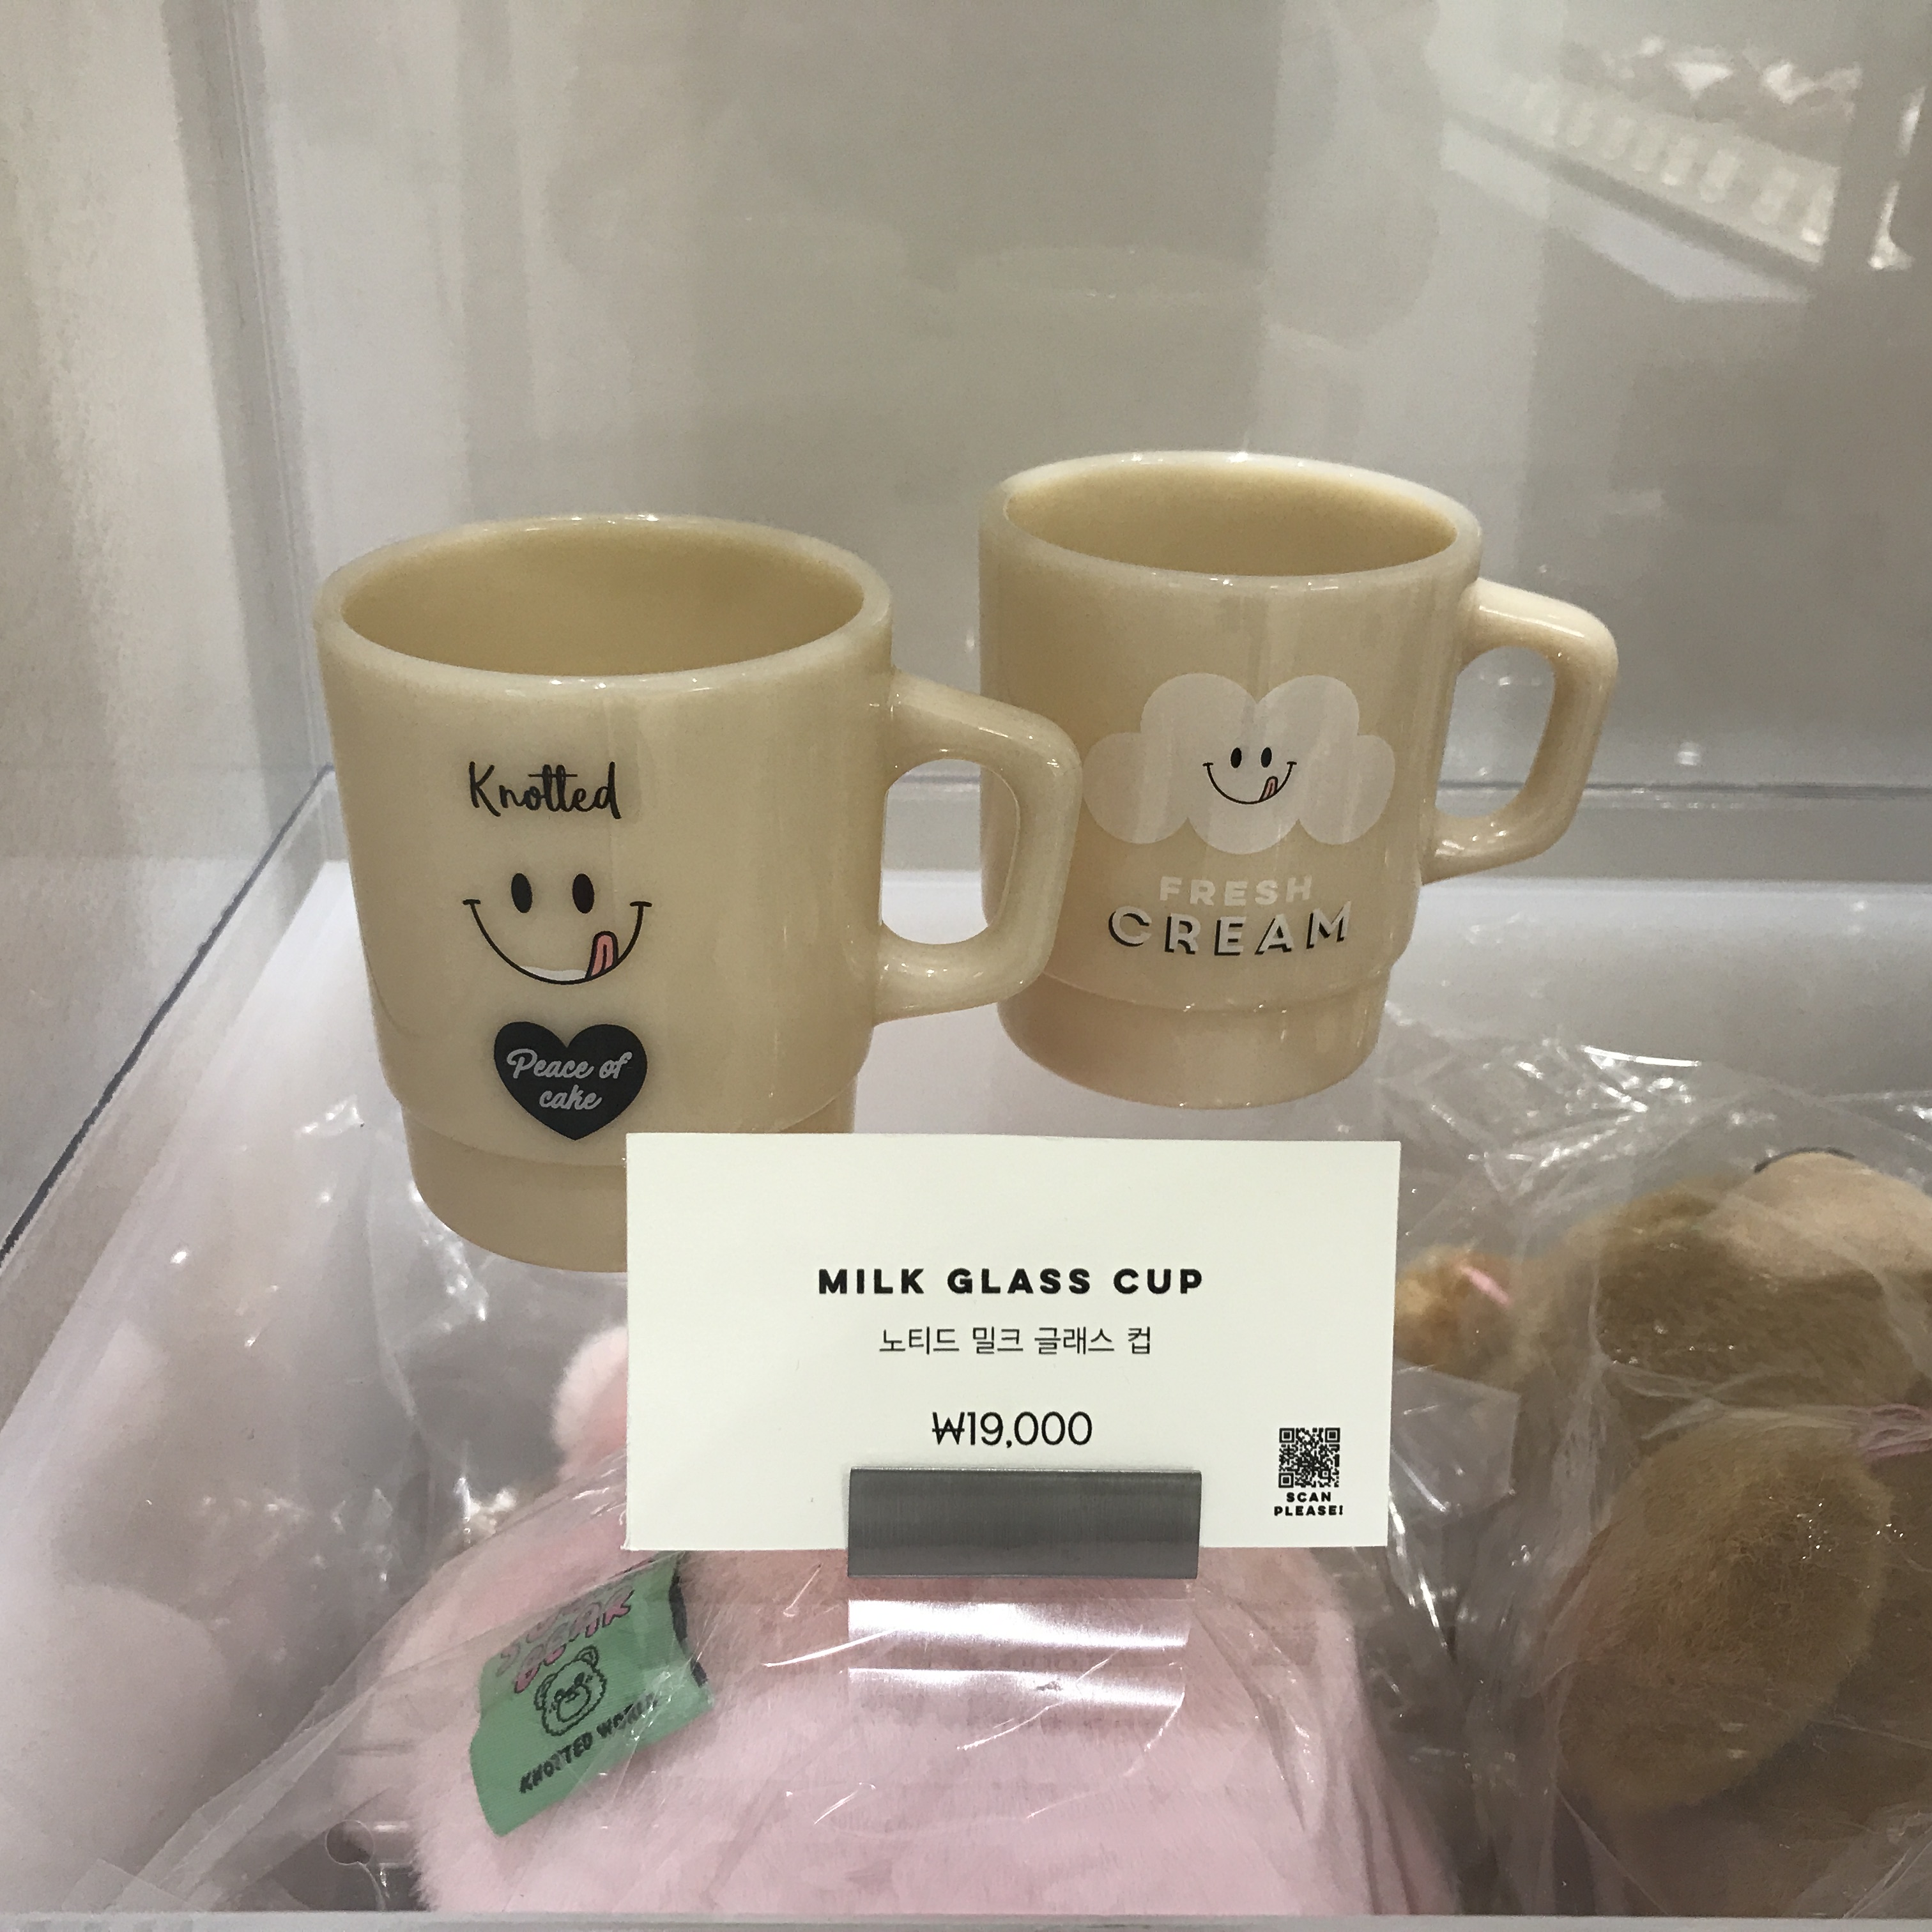 Knotted
Peace of
cake
FRESH
CREAM
MILK GLASS CUP
노티드 밀크 글래스 컵
₩19,000
SCAN
PLEASE!
BEAR
KNOTTED WORLD